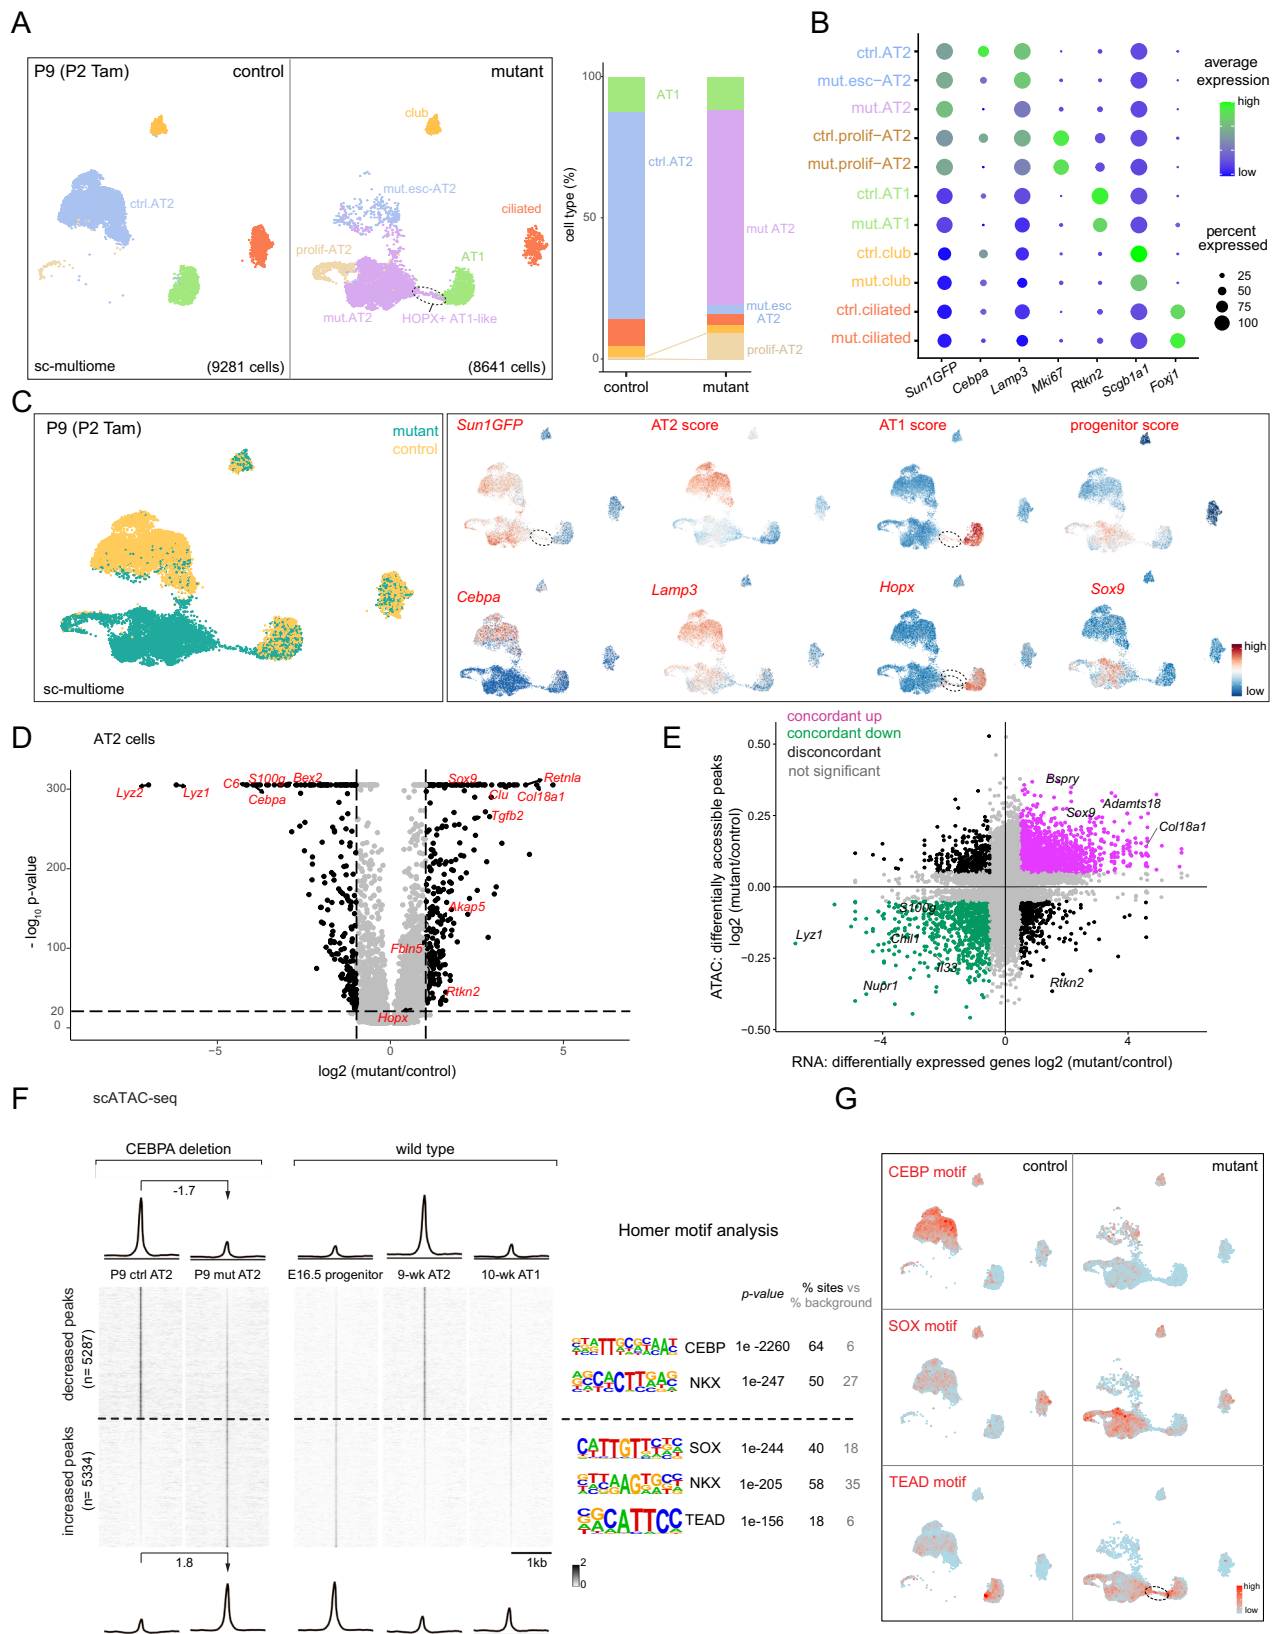 A
P9 (P2 Tam)
control
mutant
club
ctrl.AT2
mut.esc-AT2
ciliated
prolif-AT2
AT1
mut.AT2
HOPX+ AT1-like
sc-multiome
(9281 cells)
(8641 cells)
cell type (%)
100
50
0
AT1
ctrl.AT2
mut AT2
mut.esc
AT2
prolif-AT2
control
mutant
B
ctrl.AT2
mut.esc−AT2
mut.AT2
ctrl.prolif−AT2
mut.prolif−AT2
ctrl.AT1
mut.AT1
ctrl.club
mut.club
ctrl.ciliated
mut.ciliated
Sun1GFP
Cebpa
Lamp3
Mki67
Rtkn2
Scgb1a1
Foxj1
average
expression
high
low
percent
expressed
25
50
75
100
C
P9 (P2 Tam)
mutant
control
sc-multiome
Sun1GFP
AT2 score
AT1 score
progenitor score
Cebpa
Lamp3
Hopx
Sox9
high
low
D
AT2 cells
- log10 p-value
300
200
100
20
0
−5
0
5
log2 (mutant/control)
Lyz2
Lyz1
C6
S100g
Bex2
Cebpa
Sox9
Retnla
Clu
Col18a1
Tgfb2
Akap5
Fbln5
Rtkn2
Hopx
E
concordant up
concordant down
disconcordant
not significant
ATAC: differentially accessible peaks
log2 (mutant/control)
0.50
0.25
0.00
−0.25
−0.50
−4
0
4
RNA: differentially expressed genes log2 (mutant/control)
Bspry
Sox9
Adamts18
Col18a1
S100g
Lyz1
Chil1
Il33
Nupr1
Rtkn2
F
scATAC-seq
CEBPA deletion
wild type
-1.7
P9 ctrl AT2
P9 mut AT2
E16.5 progenitor
9-wk AT2
10-wk AT1
decreased peaks
(n= 5287)
increased peaks
(n= 5334)
1.8
1kb
2
0
Homer motif analysis
p-value
% sites vs
% background
CEBP 1e -2260 64 6
NKX 1e-247 50 27
SOX 1e-244 40 18
NKX 1e-205 58 35
TEAD 1e-156 18 6
G
control
mutant
CEBP motif
SOX motif
TEAD motif
high
low